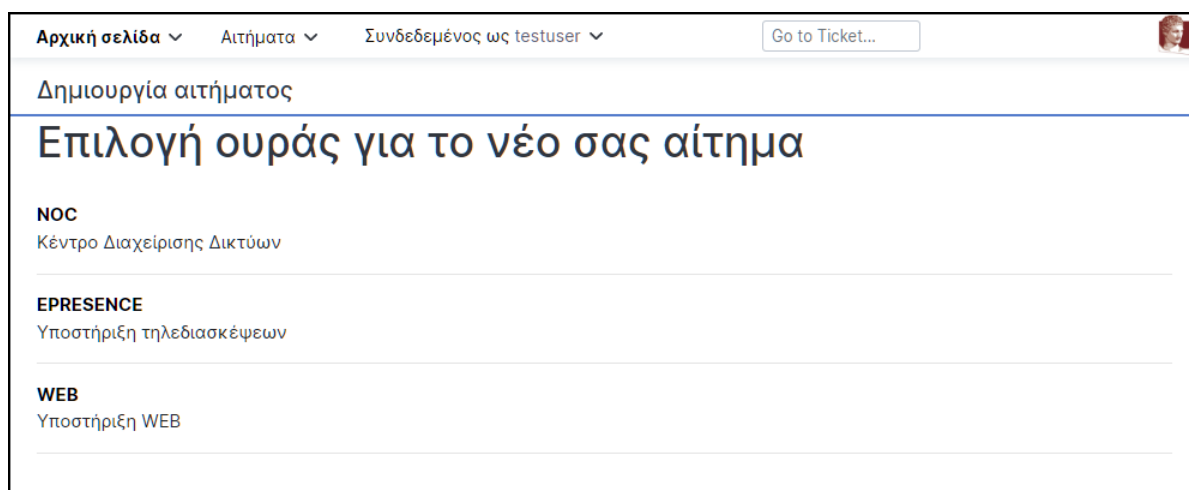 Αρχική σελίδα Αιτήματα Συνδεδεμένος ως testuser Go to Ticket...
Δημιουργία αιτήματος
Επιλογή ουράς για το νέο σας αίτημα
NOC
Κέντρο Διαχείρισης Δικτύων
EPRESENCE
Υποστήριξη τηλεδιασκέψεων
WEB
Υποστήριξη WEB